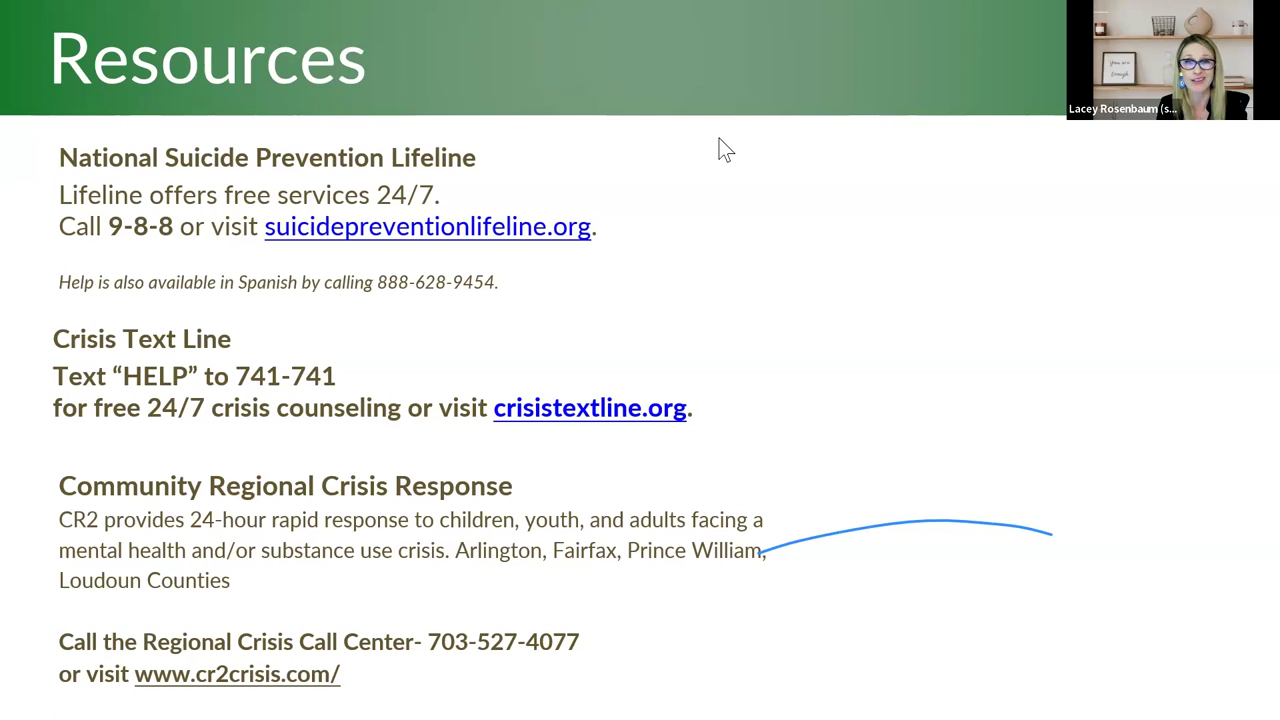 Resources
Lacey Rosenbaum (s...
National Suicide Prevention Lifeline
Lifeline offers free services 24/7.
Call 9-8-8 or visit suicidepreventionlifeline.org.
Help is also available in Spanish by calling 888-628-9454.
Crisis Text Line
Text “HELP” to 741-741
for free 24/7 crisis counseling or visit crisistextline.org.
Community Regional Crisis Response
CR2 provides 24-hour rapid response to children, youth, and adults facing a
mental health and/or substance use crisis. Arlington, Fairfax, Prince William,
Loudoun Counties
Call the Regional Crisis Call Center- 703-527-4077
or visit www.cr2crisis.com/